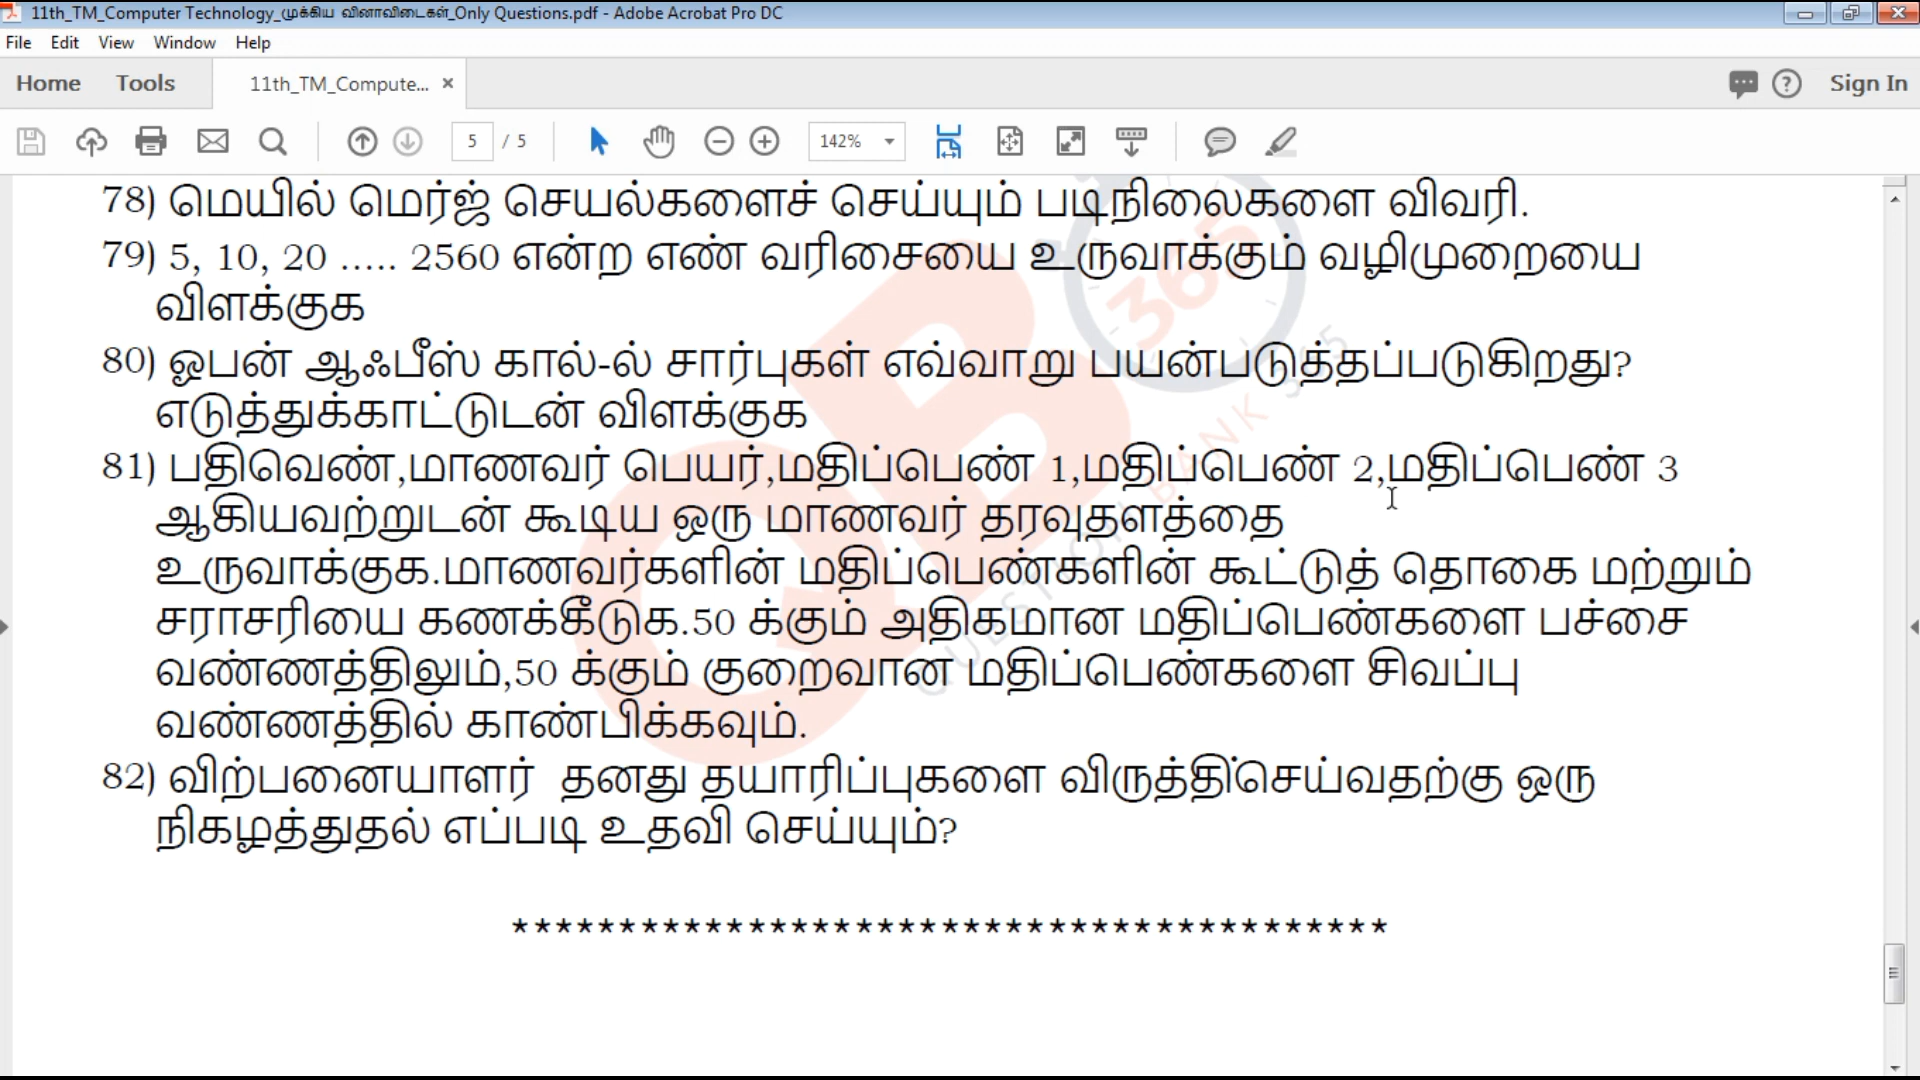 11th_TM_Computer Technology_முக்கிய வினாவிடைகள்_Only Questions.pdf - Adobe Acrobat Pro DC
File Edit View Window Help
Home Tools 11th_TM_Compute... × Sign In
5 / 5 142%
78) மெயில் மெர்ஜ் செயல்களைச் செய்யும் படிநிலைகளை விவரி.
79) 5, 10, 20 ..... 2560 என்ற எண் வரிசையை உருவாக்கும் வழிமுறையை
விளக்குக
80) ஓபன் ஆஃபீஸ் கால்-ல் சார்புகள் எவ்வாறு பயன்படுத்தப்படுகிறது?
எடுத்துக்காட்டுடன் விளக்குக
81) பதிவெண்,மாணவர் பெயர்,மதிப்பெண் 1,மதிப்பெண் 2,மதிப்பெண் 3
ஆகியவற்றுடன் கூடிய ஒரு மாணவர் தரவுதளத்தை
உருவாக்குக.மாணவர்களின் மதிப்பெண்களின் கூட்டுத் தொகை மற்றும்
சராசரியை கணக்கீடுக.50 க்கும் அதிகமான மதிப்பெண்களை பச்சை
வண்ணத்திலும்,50 க்கும் குறைவான மதிப்பெண்களை சிவப்பு
வண்ணத்தில் காண்பிக்கவும்.
82) விற்பனையாளர் தனது தயாரிப்புகளை விருத்தி்செய்வதற்கு ஒரு
நிகழத்துதல் எப்படி உதவி செய்யும்?
*****************************************
QB
365
QUESTION BANK 365